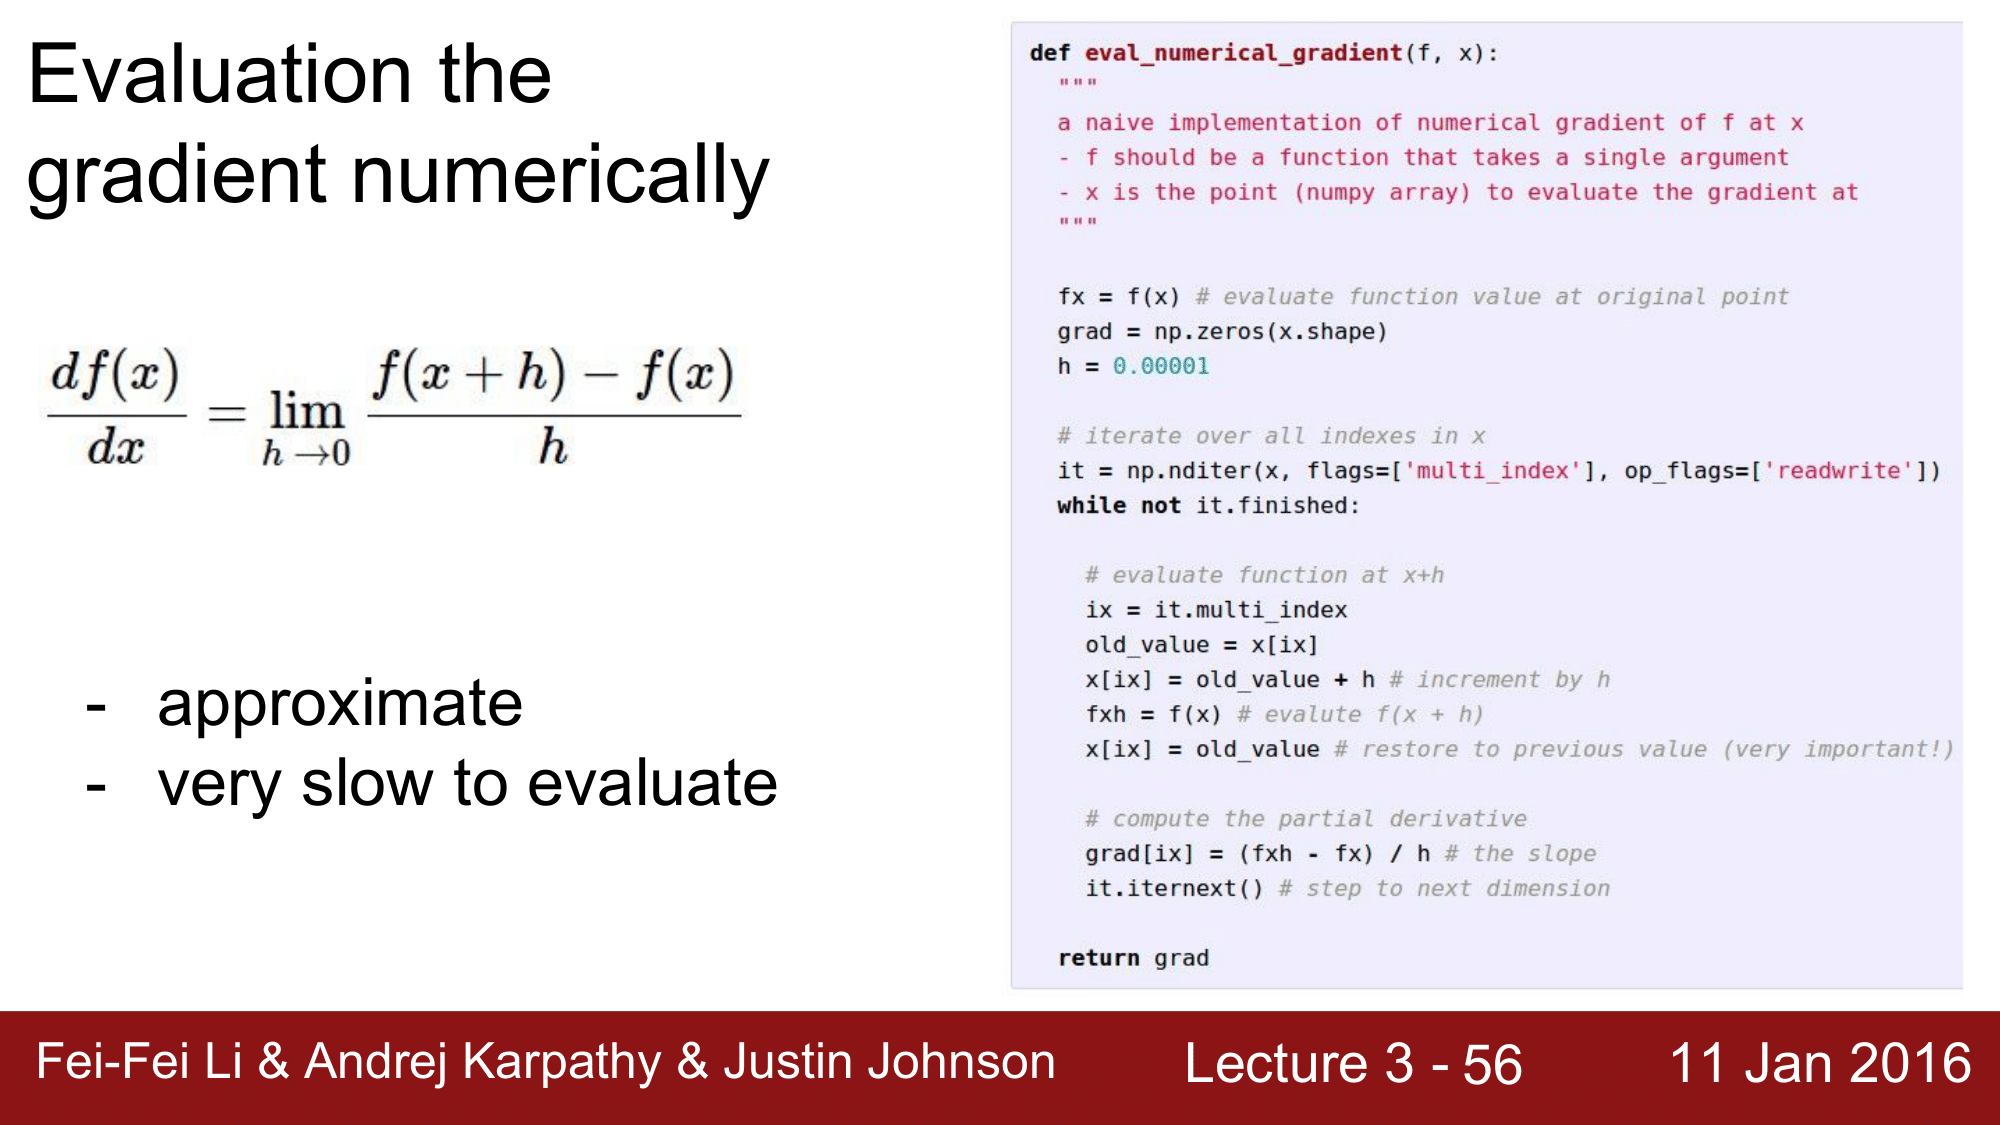 Evaluation the
gradient numerically
df(x)/dx = lim h→0 f(x + h) − f(x) / h
- approximate
- very slow to evaluate
def eval_numerical_gradient(f, x):
  """
  a naive implementation of numerical gradient of f at x
  - f should be a function that takes a single argument
  - x is the point (numpy array) to evaluate the gradient at
  """
  fx = f(x) # evaluate function value at original point
  grad = np.zeros(x.shape)
  h = 0.00001
  # iterate over all indexes in x
  it = np.nditer(x, flags=['multi_index'], op_flags=['readwrite'])
  while not it.finished:
    # evaluate function at x+h
    ix = it.multi_index
    old_value = x[ix]
    x[ix] = old_value + h # increment by h
    fxh = f(x) # evalute f(x + h)
    x[ix] = old_value # restore to previous value (very important!)
    # compute the partial derivative
    grad[ix] = (fxh - fx) / h # the slope
    it.iternext() # step to next dimension
  return grad
Fei-Fei Li & Andrej Karpathy & Justin Johnson
Lecture 3 - 56
11 Jan 2016